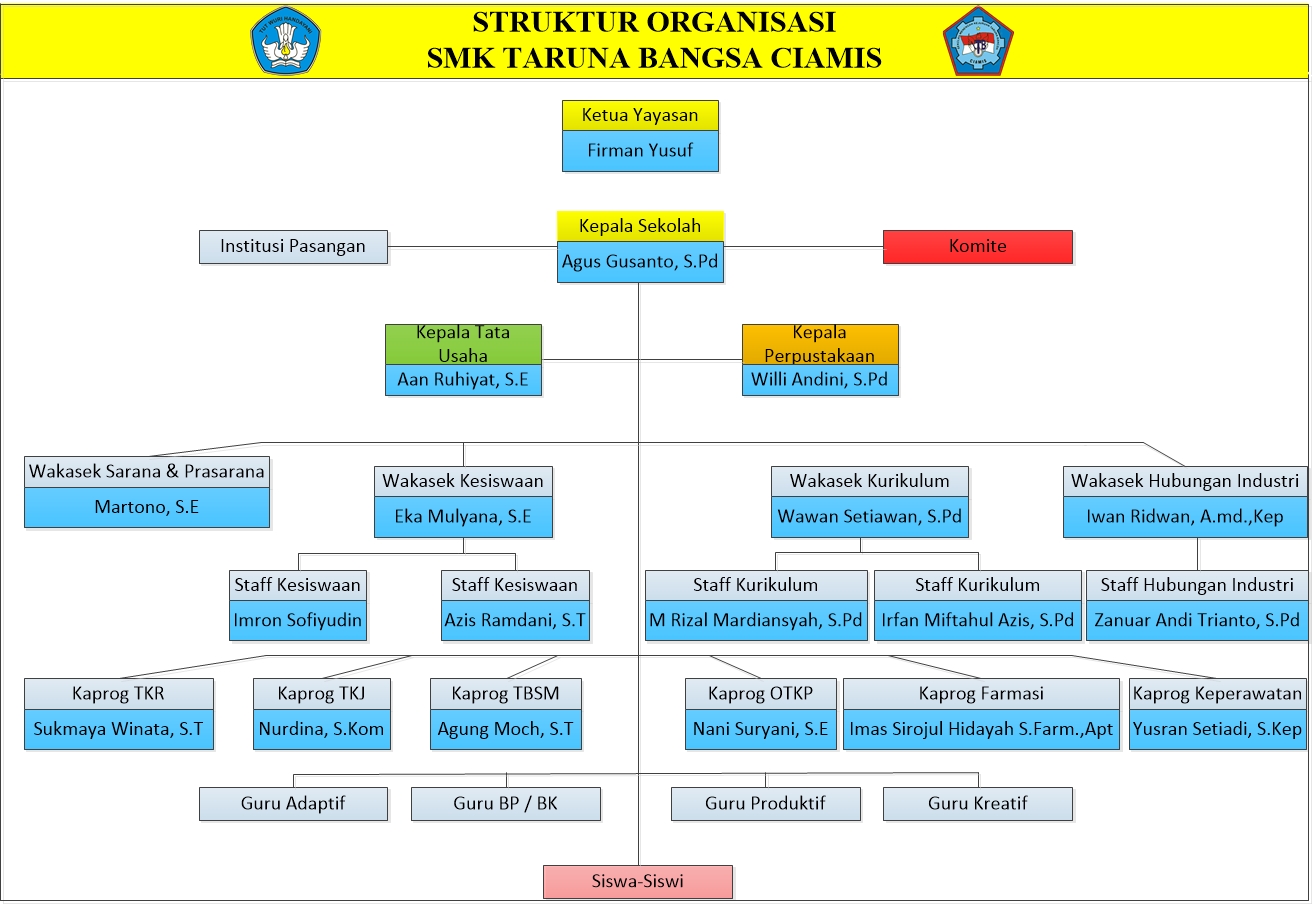 STRUKTUR ORGANISASI
SMK TARUNA BANGSA CIAMIS
TUT WURI HANDAYANI
TB
CIAMIS
Ketua Yayasan
Firman Yusuf
Institusi Pasangan
Kepala Sekolah
Agus Gusanto, S.Pd
Komite
Kepala Tata
Usaha
Aan Ruhiyat, S.E
Kepala
Perpustakaan
Willi Andini, S.Pd
Wakasek Sarana & Prasarana
Martono, S.E
Wakasek Kesiswaan
Eka Mulyana, S.E
Wakasek Kurikulum
Wawan Setiawan, S.Pd
Wakasek Hubungan Industri
Iwan Ridwan, A.md.,Kep
Staff Kesiswaan
Imron Sofiyudin
Staff Kesiswaan
Azis Ramdani, S.T
Staff Kurikulum
M Rizal Mardiansyah, S.Pd
Staff Kurikulum
Irfan Miftahul Azis, S.Pd
Staff Hubungan Industri
Zanuar Andi Trianto, S.Pd
Kaprog TKR
Sukmaya Winata, S.T
Kaprog TKJ
Nurdina, S.Kom
Kaprog TBSM
Agung Moch, S.T
Kaprog OTKP
Nani Suryani, S.E
Kaprog Farmasi
Imas Sirojul Hidayah S.Farm.,Apt
Kaprog Keperawatan
Yusran Setiadi, S.Kep
Guru Adaptif
Guru BP / BK
Guru Produktif
Guru Kreatif
Siswa-Siswi